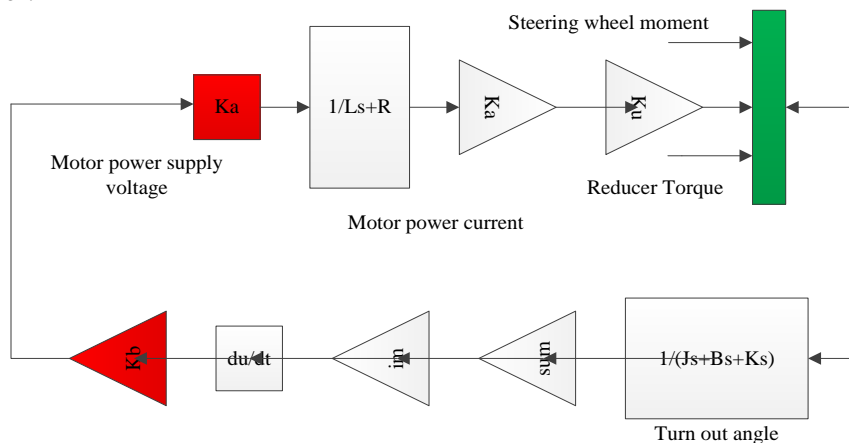 Steering wheel moment
Ka
1/Ls+R
Ka
Ku
Motor power supply
voltage
Reducer Torque
Motor power current
Kb
du/dt
im
sum
1/(Js+Bs+Ks)
Turn out angle